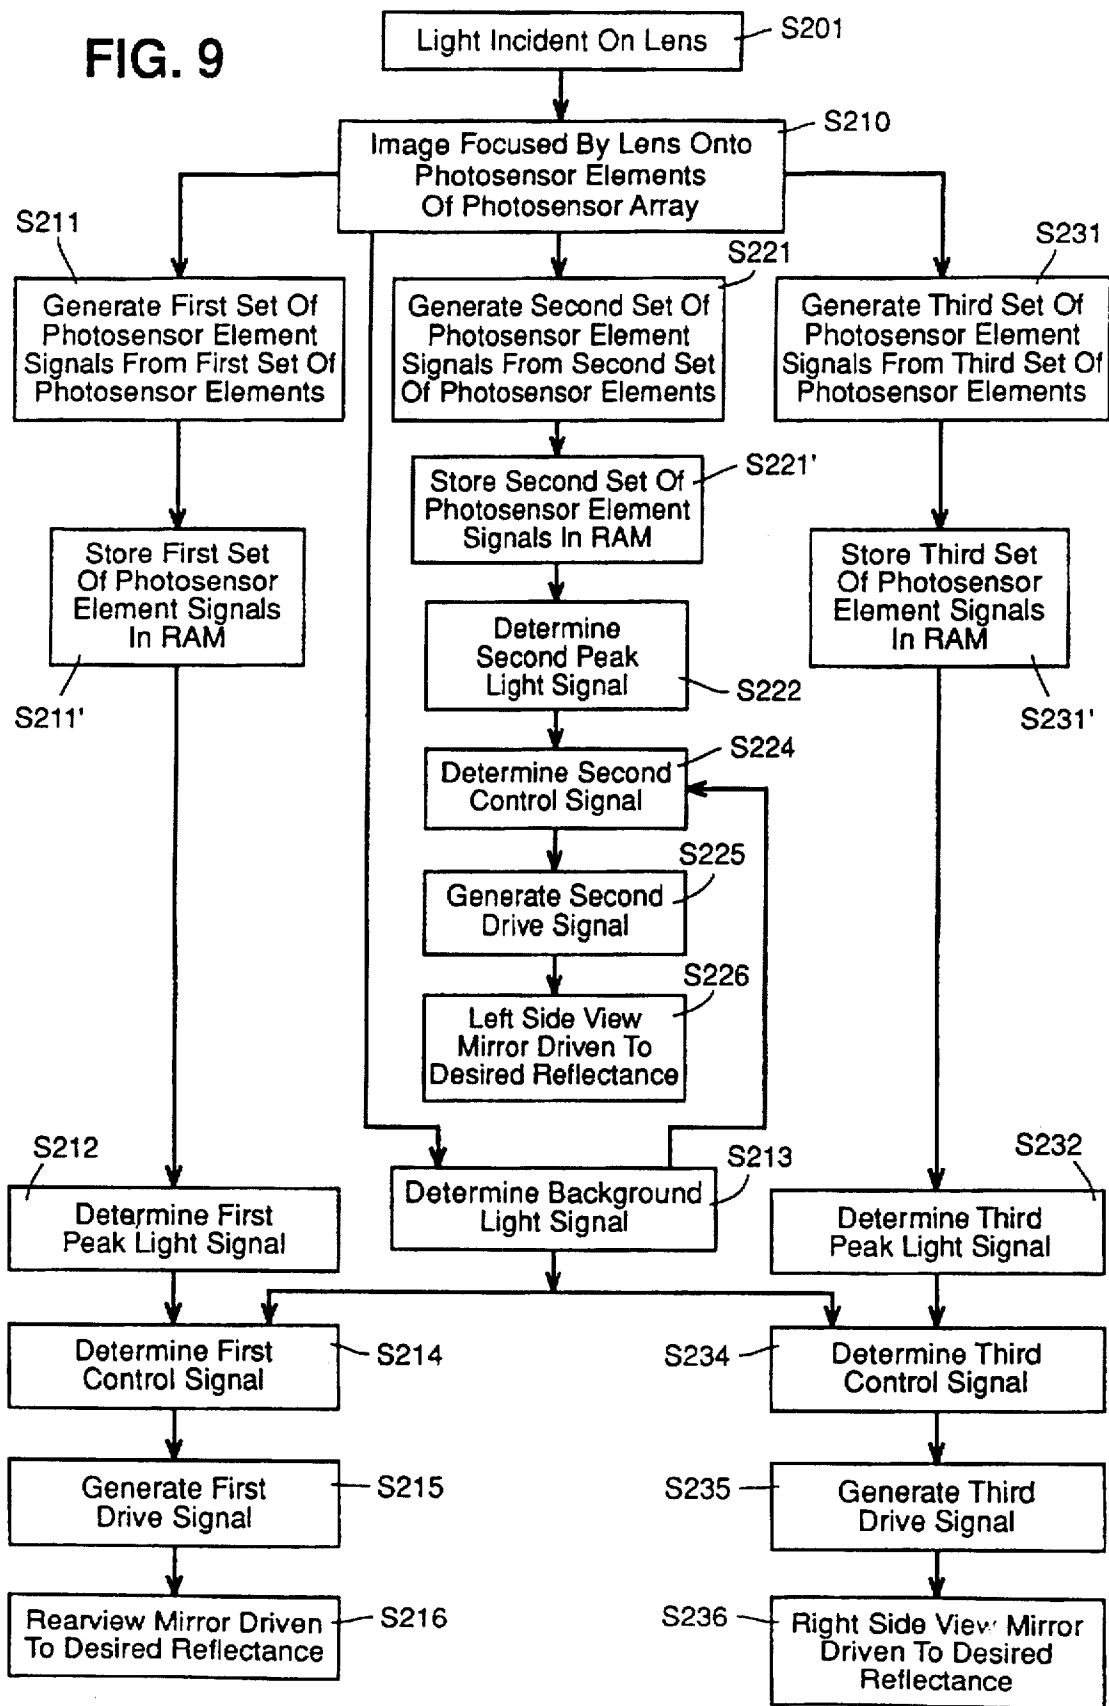 FIG. 9
Light Incident On Lens
S201
Image Focused By Lens Onto
Photosensor Elements
Of Photosensor Array
S210
S211
Generate First Set Of
Photosensor Element
Signals From First Set Of
Photosensor Elements
S221
Generate Second Set Of
Photosensor Element
Signals From Second Set
Of Photosensor Elements
S231
Generate Third Set Of
Photosensor Element
Signals From Third Set Of
Photosensor Elements
Store First Set
Of Photosensor
Element Signals
In RAM
S211'
Store Second Set Of
Photosensor Element
Signals In RAM
S221'
Store Third Set
Of Photosensor
Element Signals
In RAM
S231'
Determine
Second Peak
Light Signal
S222
Determine Second
Control Signal
S224
Generate Second
Drive Signal
S225
Left Side View
Mirror Driven To
Desired Reflectance
S226
S212
Determine First
Peak Light Signal
Determine Background
Light Signal
S213
S232
Determine Third
Peak Light Signal
Determine First
Control Signal
S214
S234
Determine Third
Control Signal
Generate First
Drive Signal
S215
S235
Generate Third
Drive Signal
Rearview Mirror Driven
To Desired Reflectance
S216
S236
Right Side View Mirror
Driven To Desired
Reflectance